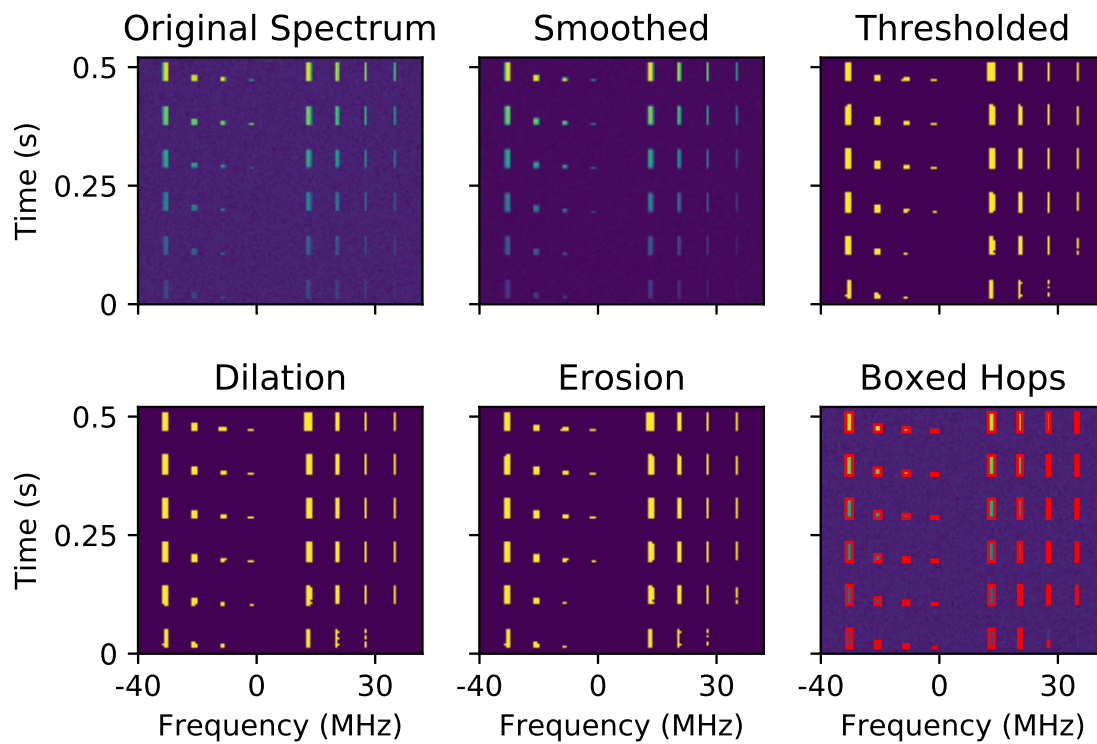 Original Spectrum
Smoothed
Thresholded
Time (s)
0.5
0.25
0
Dilation
Erosion
Boxed Hops
Time (s)
0.5
0.25
0
-40
0
30
-40
0
30
-40
0
30
Frequency (MHz)
Frequency (MHz)
Frequency (MHz)